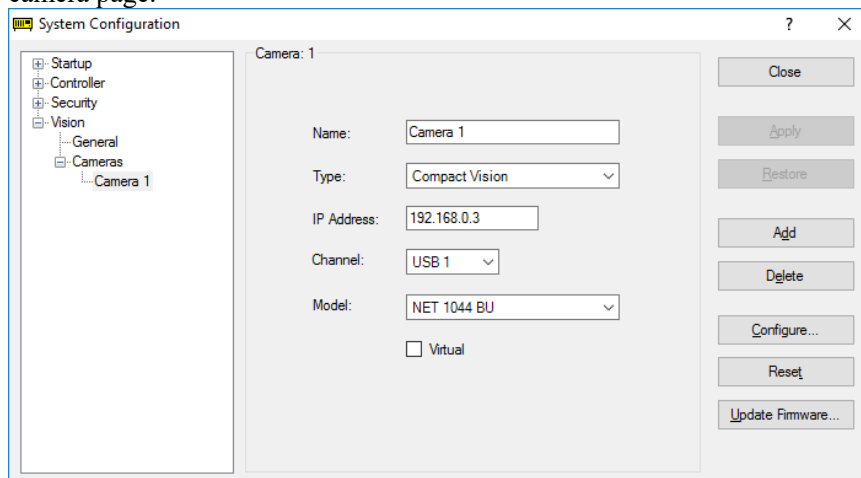 camera page.
System Configuration
?
Startup
Controller
Security
Vision
General
Cameras
Camera 1
Camera: 1
Name: Camera 1
Type: Compact Vision
IP Address: 192.168.0.3
Channel: USB 1
Model: NET 1044 BU
Virtual
Close
Apply
Restore
Add
Delete
Configure...
Reset
Update Firmware...